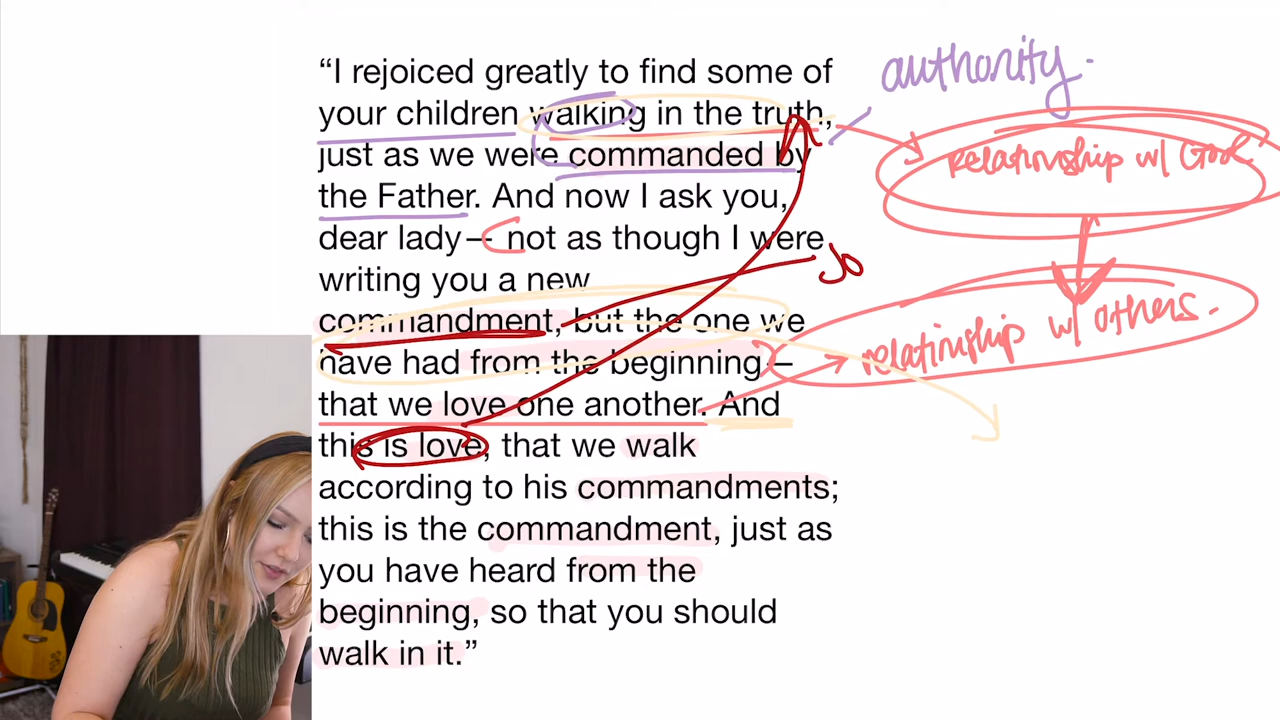 “I rejoiced greatly to find some of
your children walking in the truth,
just as we were commanded by
the Father. And now I ask you,
dear lady— not as though I were
writing you a new
commandment, but the one we
have had from the beginning—
that we love one another. And
this is love, that we walk
according to his commandments;
this is the commandment, just as
you have heard from the
beginning, so that you should
walk in it.”
authority.
relationship w/ God.
relationship w/ others.
Jo